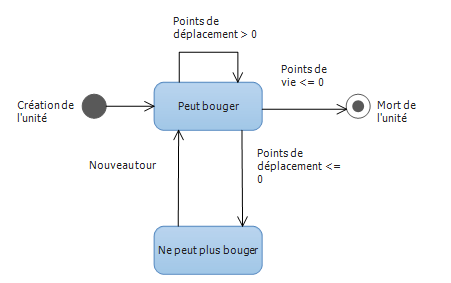 Points de
déplacement > 0
Points de
vie <= 0
Création de
l'unité
Peut bouger
Mort de
l'unité
Nouveau tour
Points de
déplacement <=
0
Ne peut plus bouger